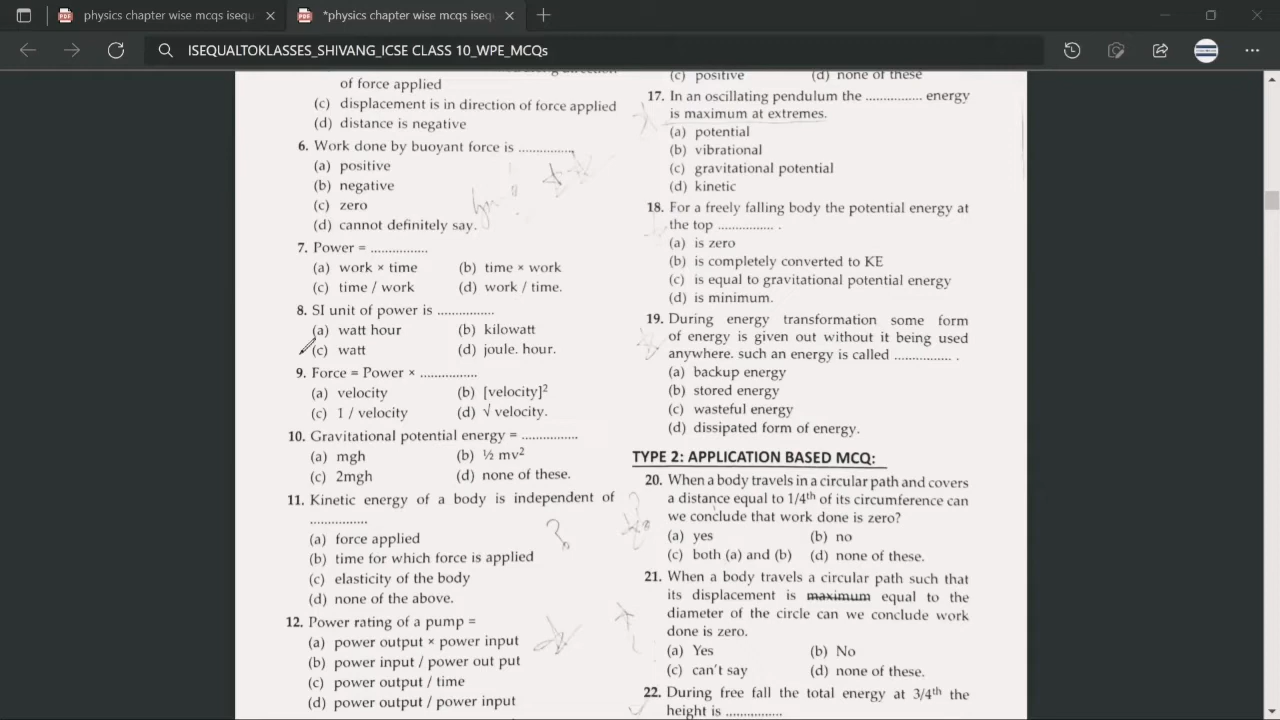 physics chapter wise mcqs isequ
*physics chapter wise mcqs isequ
ISEQUALTOKLASSES_SHIVANG_ICSE CLASS 10_WPE_MCQs
of force applied
(c) displacement is in direction of force applied
(d) distance is negative
6. Work done by buoyant force is ..............
(a) positive
(b) negative
(c) zero
(d) cannot definitely say.
7. Power = ..............
(a) work × time (b) time × work
(c) time / work (d) work / time.
8. SI unit of power is ..............
(a) watt hour (b) kilowatt
(c) watt (d) joule. hour.
9. Force = Power × ..............
(a) velocity (b) [velocity]²
(c) 1 / velocity (d) √ velocity.
10. Gravitational potential energy = ..............
(a) mgh (b) ½ mv²
(c) 2mgh (d) none of these.
11. Kinetic energy of a body is independent of
..............
(a) force applied
(b) time for which force is applied
(c) elasticity of the body
(d) none of the above.
12. Power rating of a pump =
(a) power output × power input
(b) power input / power out put
(c) power output / time
(d) power output / power input
(c) positive (d) none of these
17. In an oscillating pendulum the .............. energy
is maximum at extremes.
(a) potential
(b) vibrational
(c) gravitational potential
(d) kinetic
18. For a freely falling body the potential energy at
the top .............. .
(a) is zero
(b) is completely converted to KE
(c) is equal to gravitational potential energy
(d) is minimum.
19. During energy transformation some form
of energy is given out without it being used
anywhere. such an energy is called .............. .
(a) backup energy
(b) stored energy
(c) wasteful energy
(d) dissipated form of energy.
TYPE 2: APPLICATION BASED MCQ:
20. When a body travels in a circular path and covers
a distance equal to 1/4th of its circumference can
we conclude that work done is zero?
(a) yes (b) no
(c) both (a) and (b) (d) none of these.
21. When a body travels a circular path such that
its displacement is maximum equal to the
diameter of the circle can we conclude work
done is zero.
(a) Yes (b) No
(c) can't say (d) none of these.
22. During free fall the total energy at 3/4th the
height is ..............